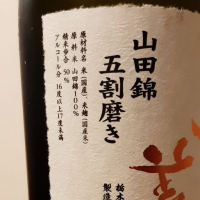 山田錦
五割磨き
原材料名 米(国産)、米麹(国産米)
原料米 山田錦100%
精米歩合 50%
アルコール分 16度以上17度未満
栃木
製造